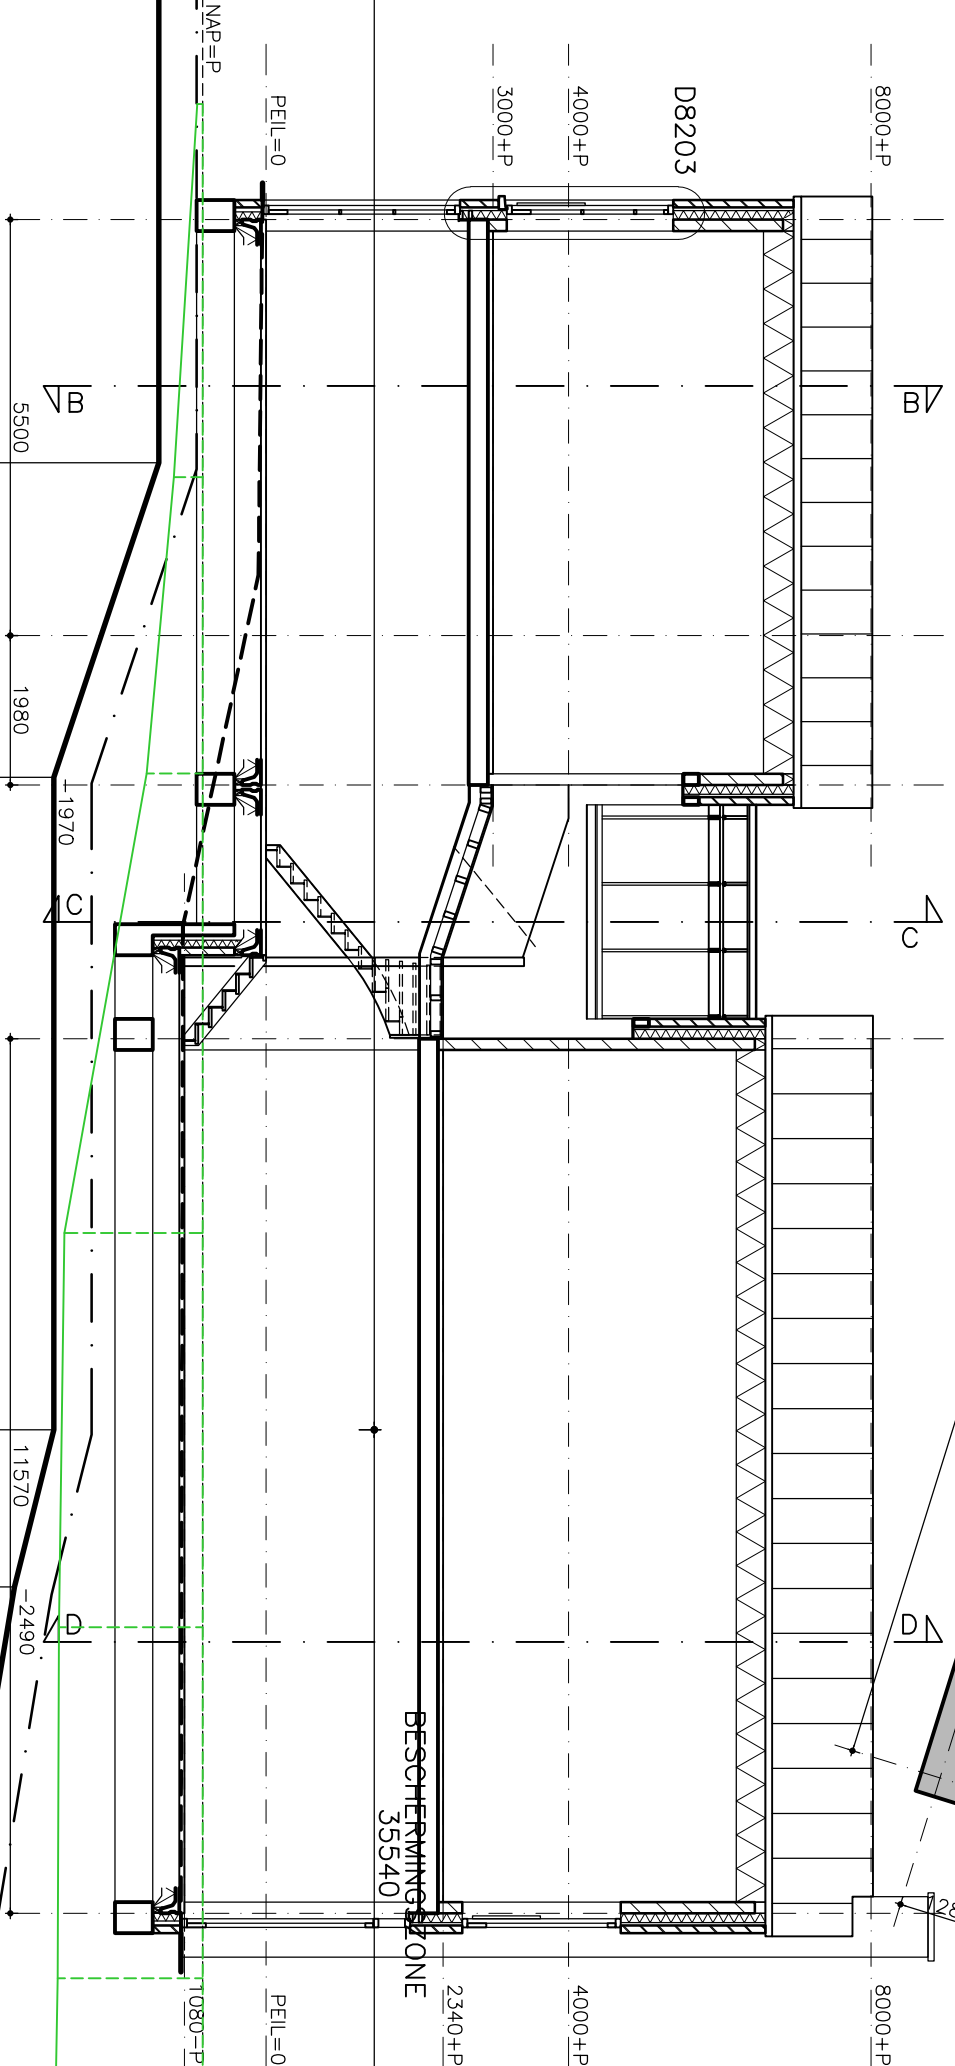 NAP=P
PEIL=0
3000+P
4000+P
D8203
8000+P
B
B
5500
1980
-1970
C
C
11570
-2490
D
D
BESCHERMINGSZONE
35540
28
1080-P
PEIL=0
2340+P
4000+P
8000+P